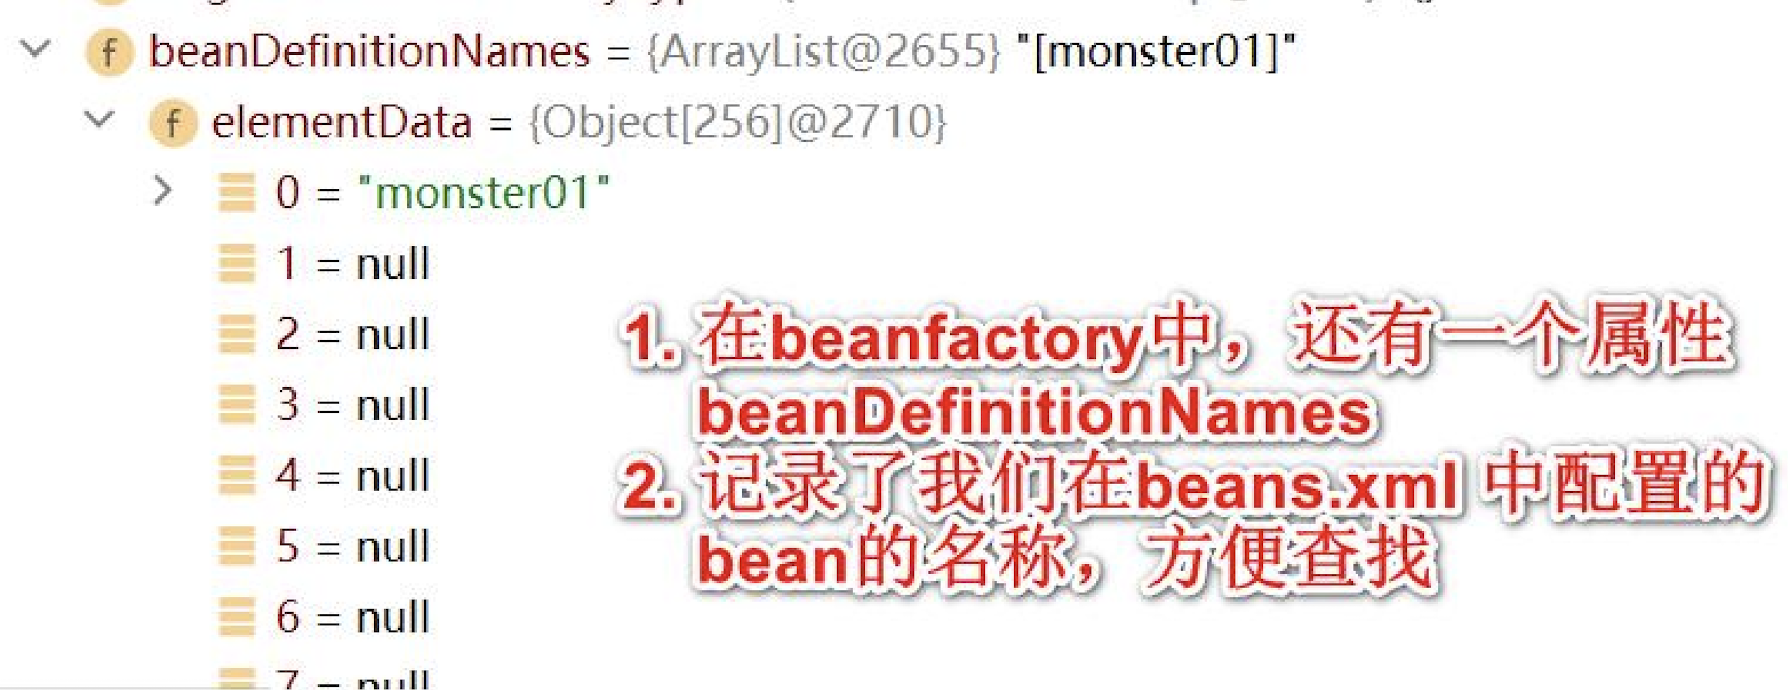 beanDefinitionNames = {ArrayList@2655} "[monster01]"
elementData = {Object[256]@2710}
0 = "monster01"
1 = null
2 = null
3 = null
4 = null
5 = null
6 = null
7 = null
1. 在beanfactory中，还有一个属性
beanDefinitionNames
2. 记录了我们在beans.xml 中配置的
bean的名称，方便查找